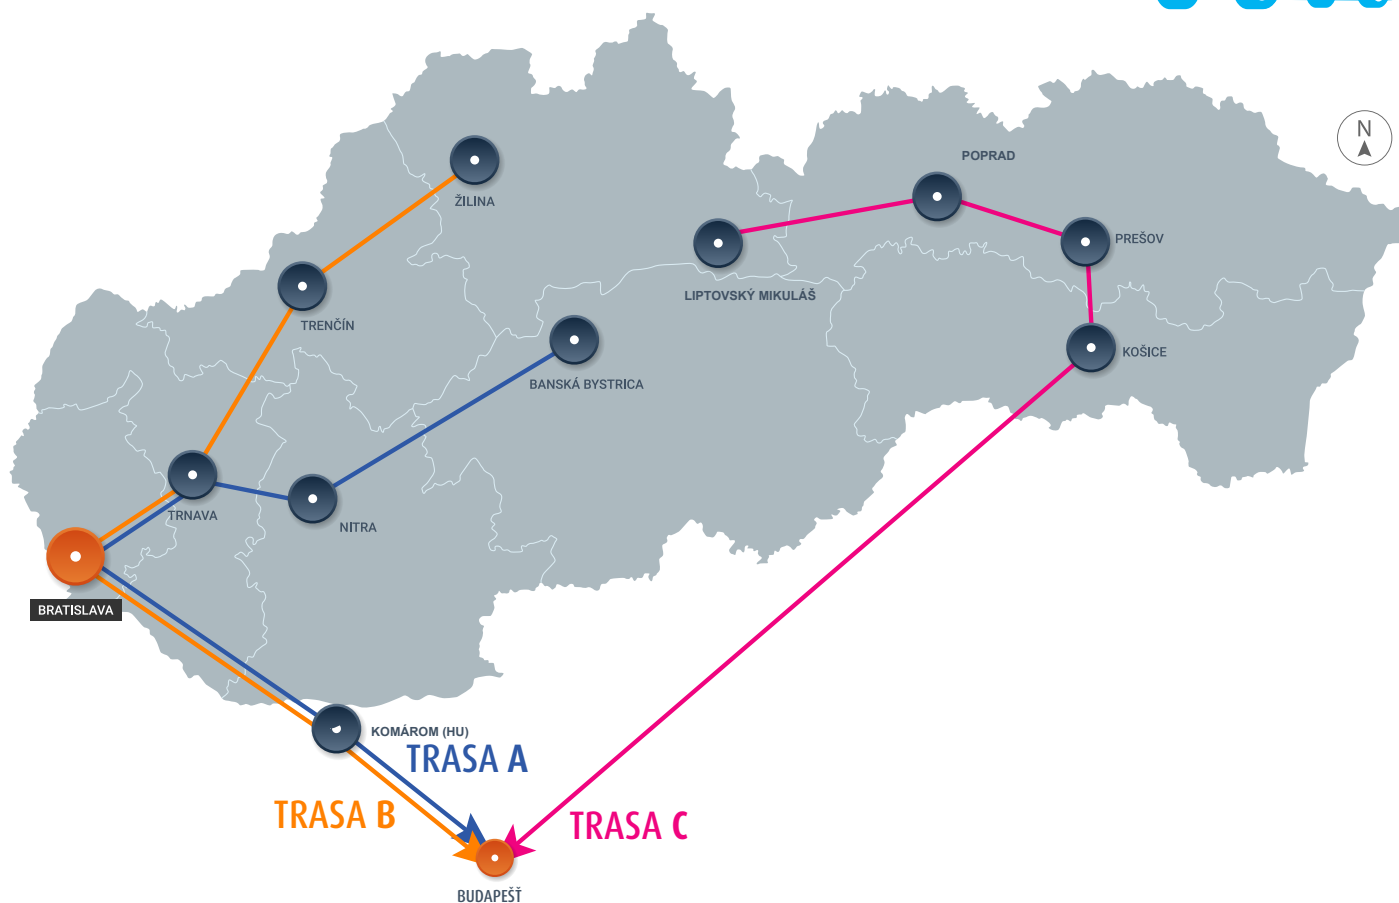 N
POPRAD
ŽILINA
PREŠOV
LIPTOVSKÝ MIKULÁŠ
TRENČÍN
KOŠICE
BANSKÁ BYSTRICA
TRNAVA
NITRA
BRATISLAVA
KOMÁROM (HU)
TRASA A
TRASA B
TRASA C
BUDAPEŠŤ